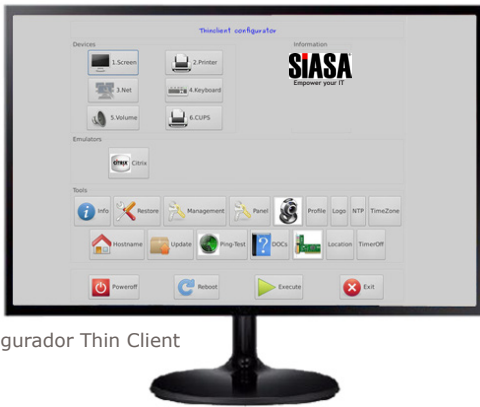 Thinclient configurator
Devices
Information
1.Screen
2.Printer
SIASA
Empower your IT
3.Net
4.Keyboard
5.Volume
6.CUPS
Emulators
CITRIX Citrix
Tools
Info Restore Management Panel Profile Logo NTP TimeZone
Hostname Update Ping-Test DOCs Location TimerOff
Poweroff Reboot Execute Exit
gurador Thin Client